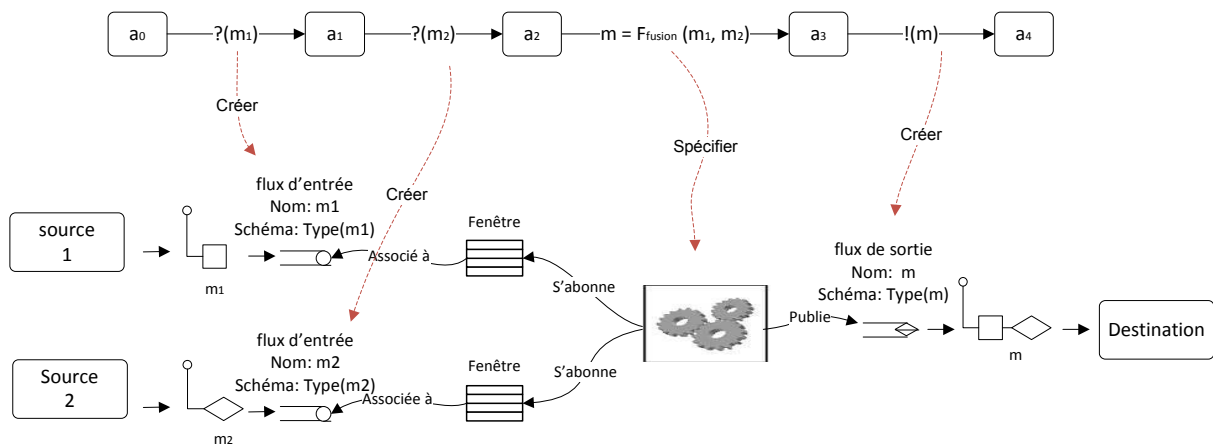 a0 ?(m1) a1 ?(m2) a2 m = Ffusion (m1, m2) a3 !(m) a4
Créer
Spécifier
Créer
Créer
flux d'entrée
Nom: m1
Schéma: Type(m1)
source
1
m1
Associé à
Fenêtre
S'abonne
flux de sortie
Nom: m
Schéma: Type(m)
Publie
m
Destination
flux d'entrée
Nom: m2
Schéma: Type(m2)
Source
2
m2
Associée à
Fenêtre
S'abonne